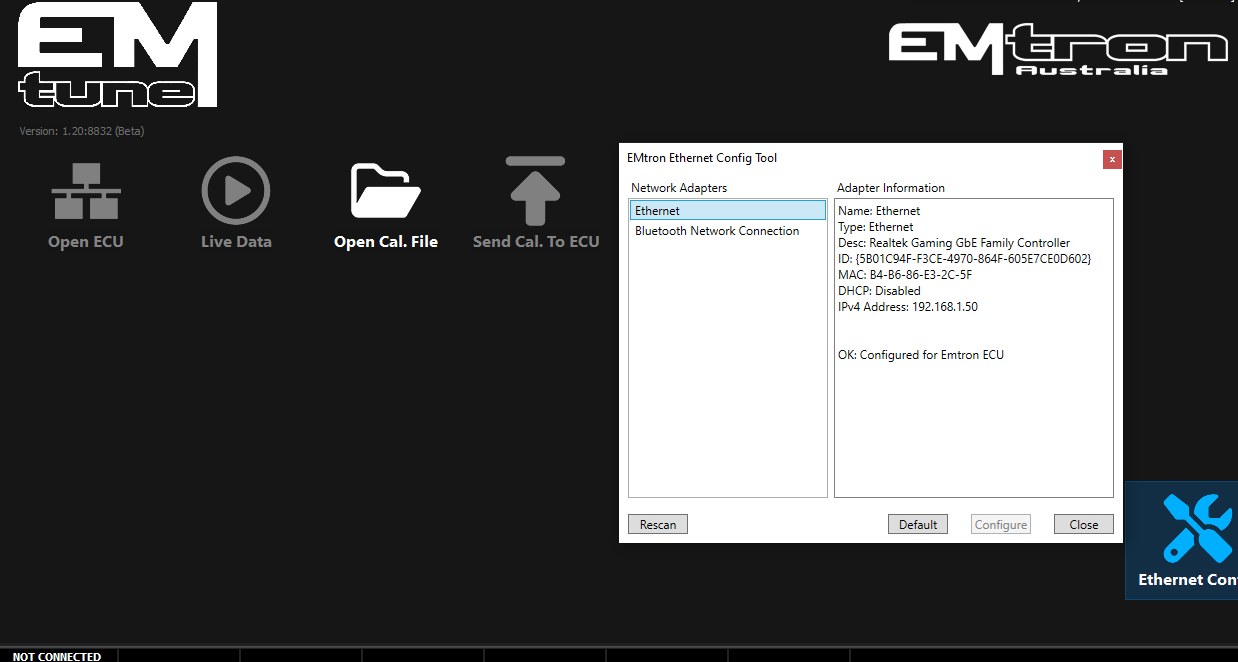 EM
tune
EMtron
Australia
Version: 1.20:8832 (Beta)
Open ECU
Live Data
Open Cal. File
Send Cal. To ECU
EMtron Ethernet Config Tool
x
Network Adapters
Adapter Information
Ethernet
Bluetooth Network Connection
Name: Ethernet
Type: Ethernet
Desc: Realtek Gaming GbE Family Controller
ID: {5B01C94F-F3CE-4970-864F-605E7CE0D602}
MAC: B4-B6-86-E3-2C-5F
DHCP: Disabled
IPv4 Address: 192.168.1.50
OK: Configured for Emtron ECU
Rescan
Default
Configure
Close
Ethernet Con
NOT CONNECTED